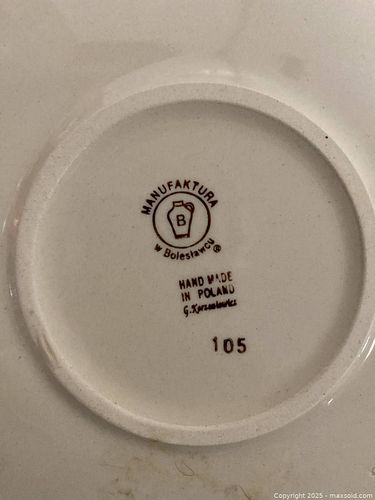 MANUFAKTURA
B
w Bolesławcu ®
HAND MADE
IN POLAND
105
Copyright © 2025 - maxsold.com